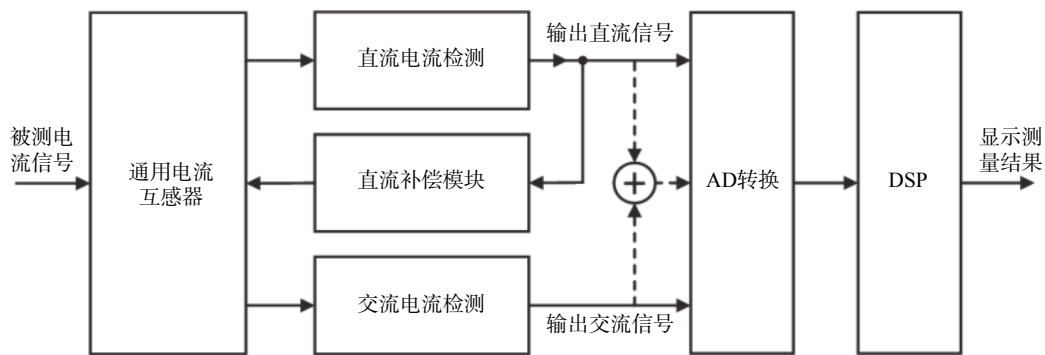 被测电
流信号
通用电流
互感器
直流电流检测
直流补偿模块
交流电流检测
输出直流信号
输出交流信号
AD转换
DSP
显示测
量结果